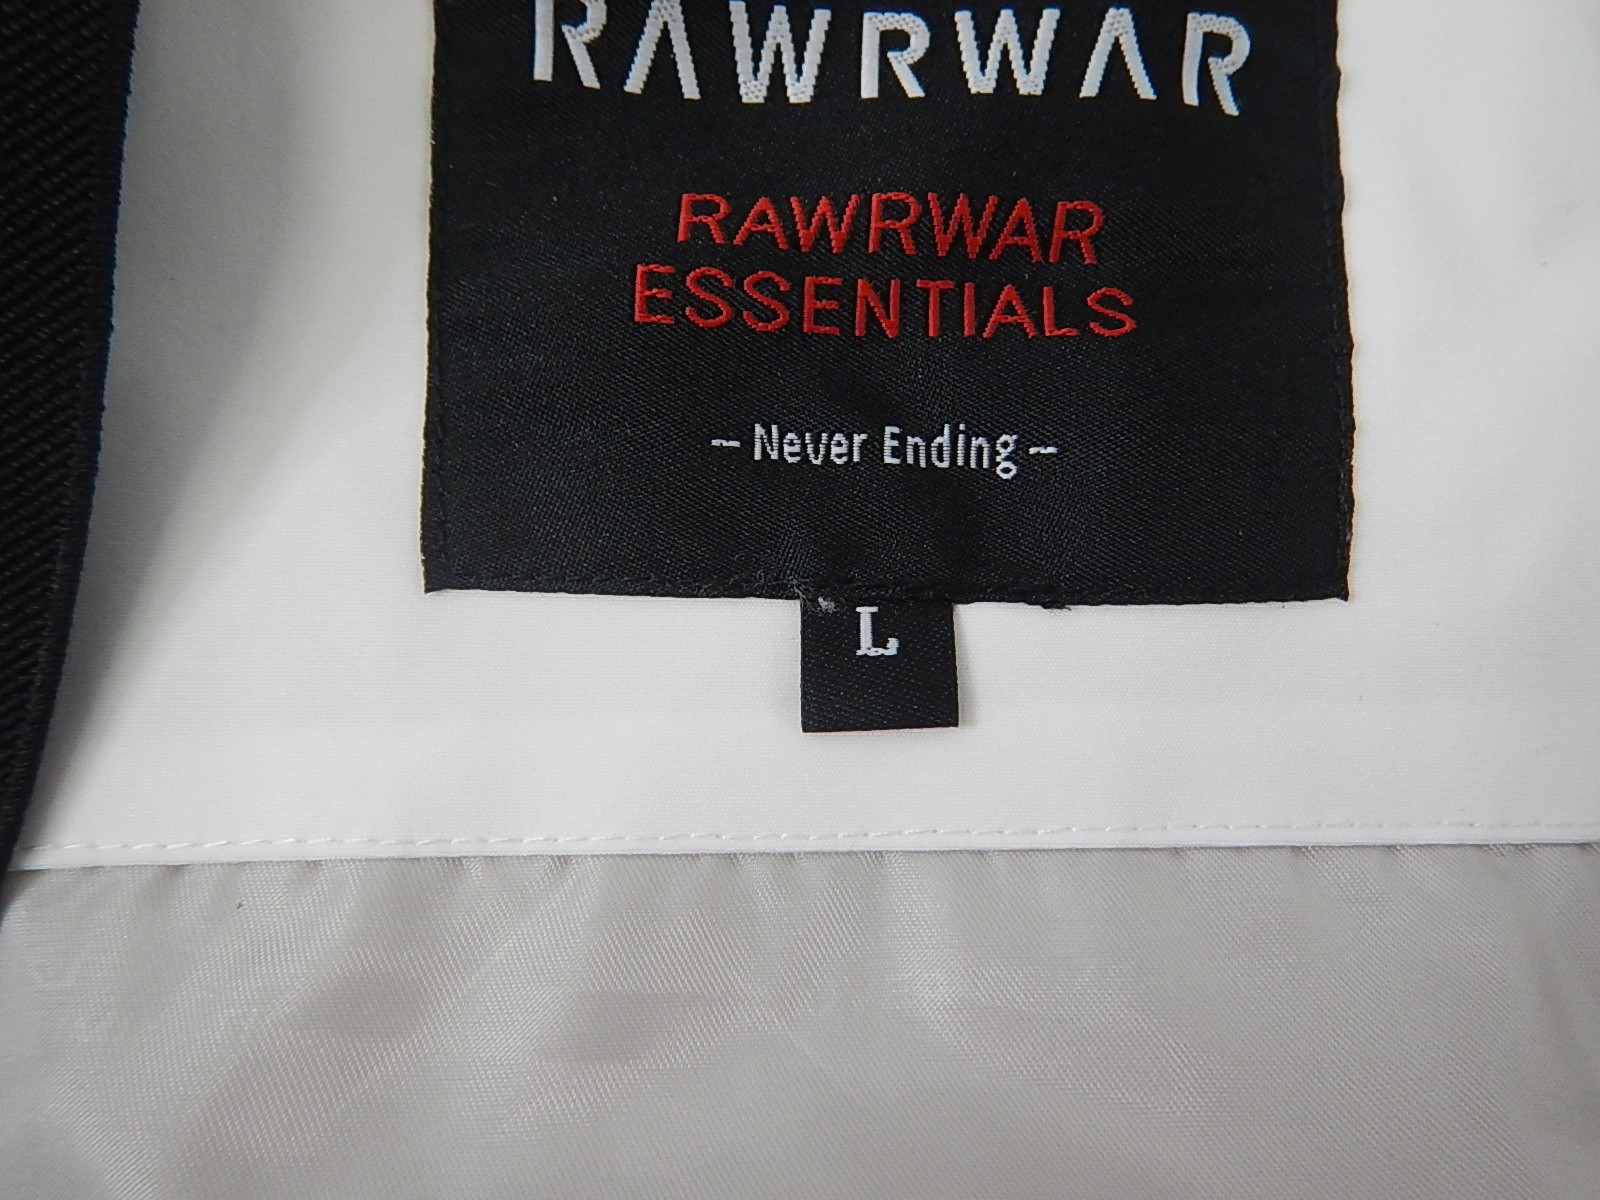 RAWRWAR
RAWRWAR
ESSENTIALS
~ Never Ending ~
L